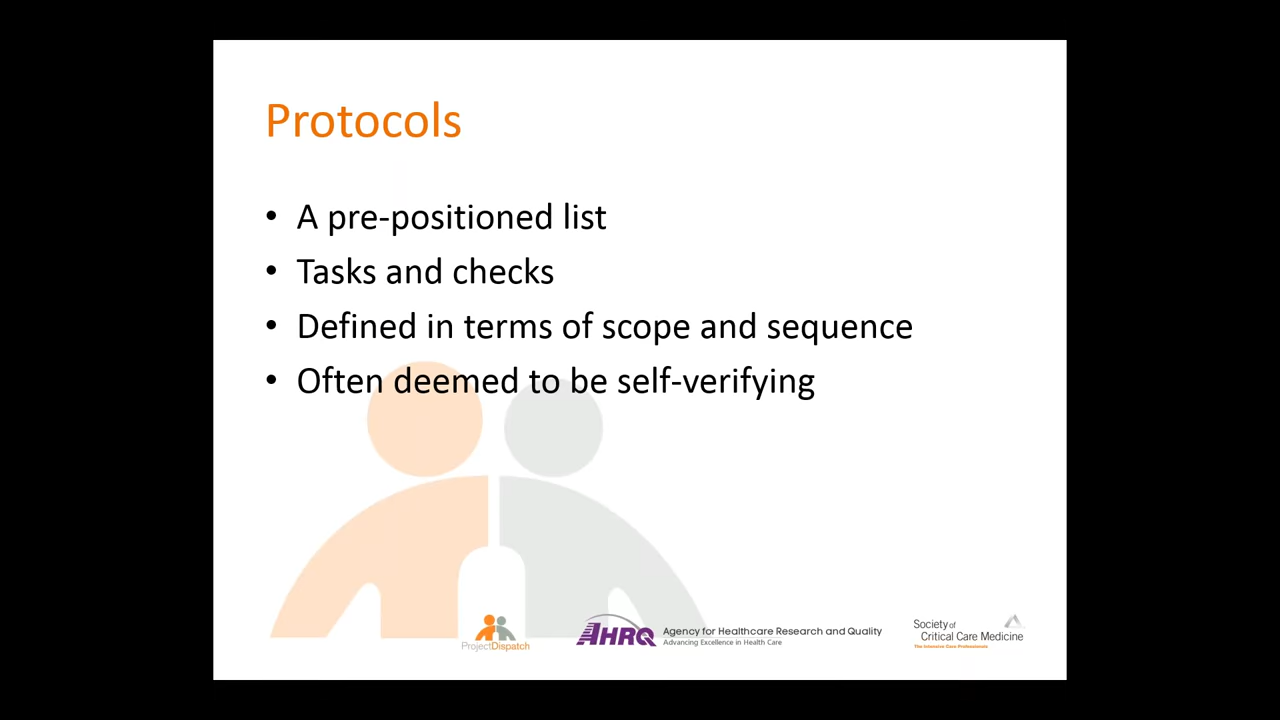 Protocols
• A pre-positioned list
• Tasks and checks
• Defined in terms of scope and sequence
• Often deemed to be self-verifying
ProjectDispatch
AHRQ
Agency for Healthcare Research and Quality
Advancing Excellence in Health Care
Society of
Critical Care Medicine
The Intensive Care Professionals